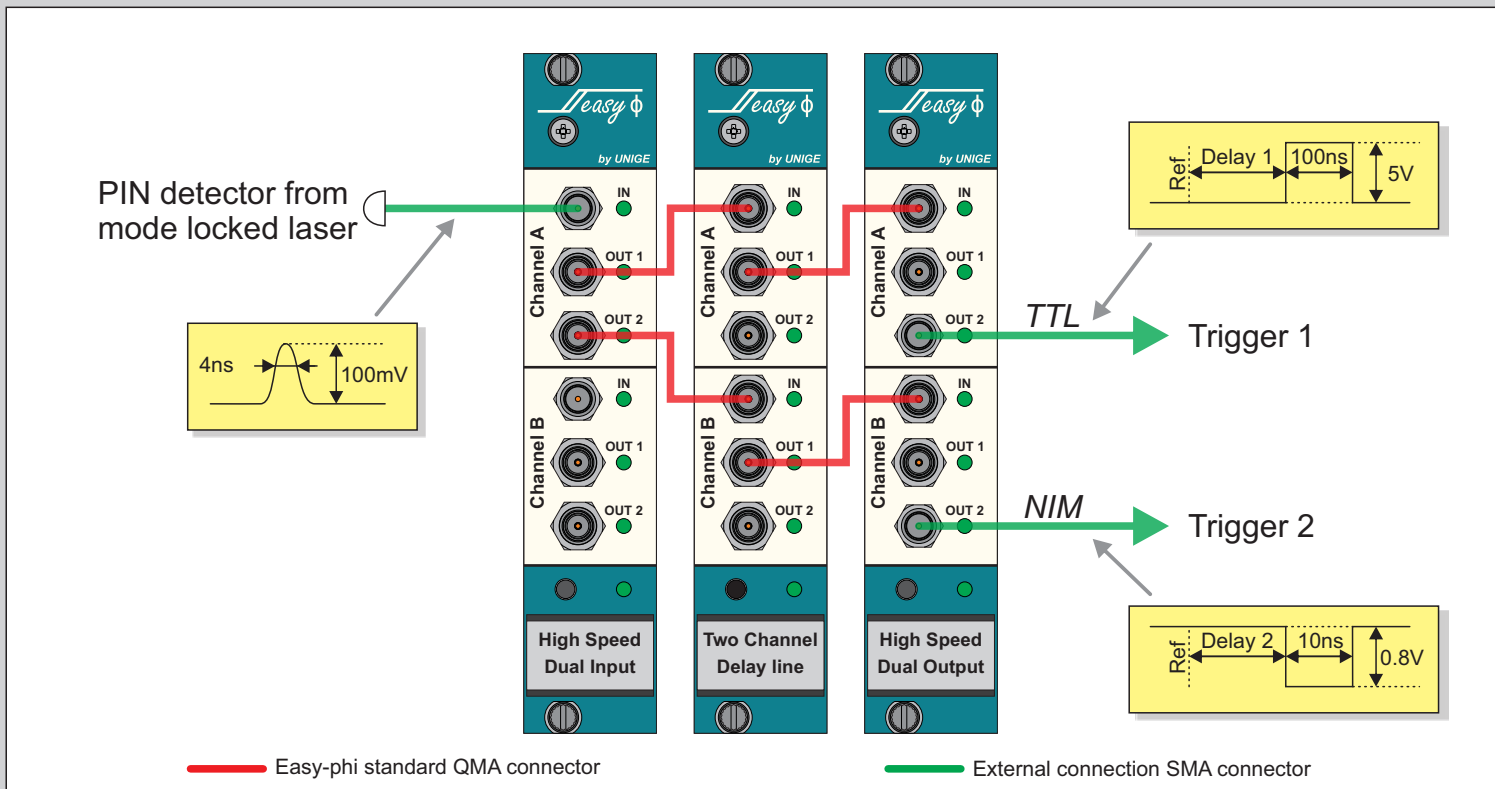 easy ϕ
by UNIGE
easy ϕ
by UNIGE
easy ϕ
by UNIGE
PIN detector from
mode locked laser
4ns
100mV
Channel A
IN
OUT 1
OUT 2
Channel B
IN
OUT 1
OUT 2
High Speed
Dual Input
Channel A
IN
OUT 1
OUT 2
Channel B
IN
OUT 1
OUT 2
Two Channel
Delay line
Channel A
IN
OUT 1
OUT 2
Channel B
IN
OUT 1
OUT 2
High Speed
Dual Output
Ref
Delay 1
100ns
5V
TTL
Trigger 1
NIM
Trigger 2
Ref
Delay 2
10ns
0.8V
Easy-phi standard QMA connector
External connection SMA connector